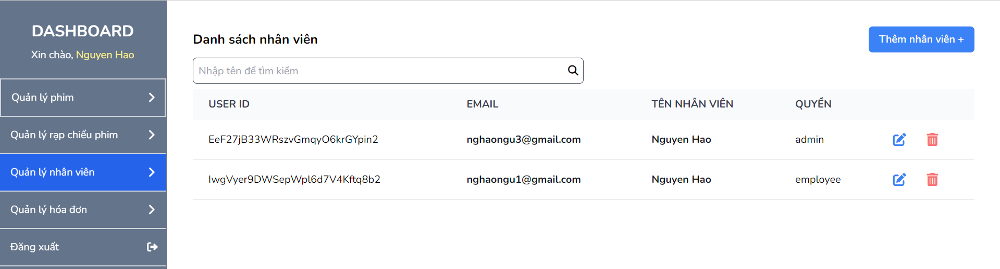 DASHBOARD
Xin chào, Nguyen Hao
Quản lý phim
Quản lý rạp chiếu phim
Quản lý nhân viên
Quản lý hóa đơn
Đăng xuất
Danh sách nhân viên
Thêm nhân viên +
Nhập tên để tìm kiếm
USER ID EMAIL TÊN NHÂN VIÊN QUYỀN
EeF27jB33WRszvGmqyO6krGYpin2 nghaongu3@gmail.com Nguyen Hao admin
IwgVyer9DWSepWpl6d7V4Kftq8b2 nghaongu1@gmail.com Nguyen Hao employee